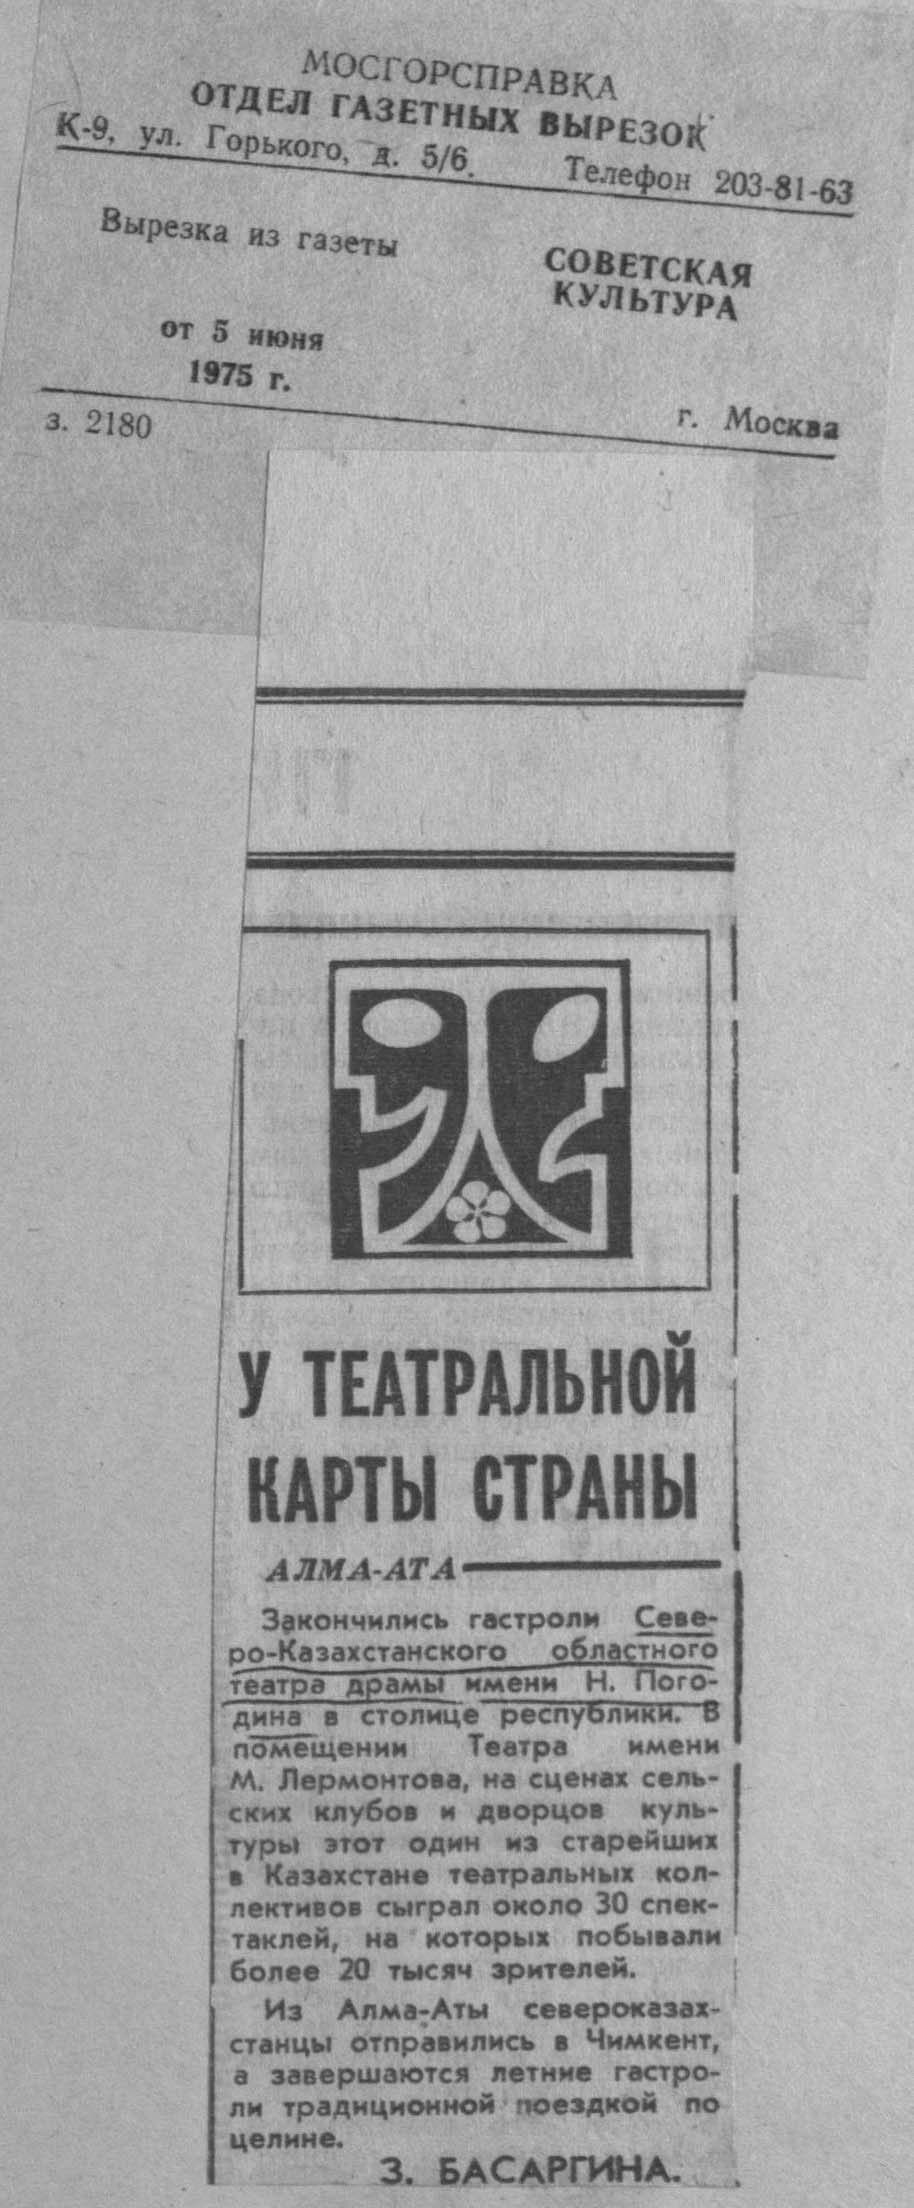 МОСГОРСПРАВКА
ОТДЕЛ ГАЗЕТНЫХ ВЫРЕЗОК
К-9, ул. Горького, д. 5/6. Телефон 203-81-63
Вырезка из газеты
СОВЕТСКАЯ
КУЛЬТУРА
от 5 июня
1975 г.
г. Москва
з. 2180
У ТЕАТРАЛЬНОЙ
КАРТЫ СТРАНЫ
АЛМА-АТА
Закончились гастроли Севе-
ро-Казахстанского областного
театра драмы имени Н. Пого-
дина в столице республики. В
помещении Театра имени
М. Лермонтова, на сценах сель-
ских клубов и дворцов куль-
туры этот один из старейших
в Казахстане театральных кол-
лективов сыграл около 30 спек-
таклей, на которых побывали
более 20 тысяч зрителей.
Из Алма-Аты североказах-
станцы отправились в Чимкент,
а завершаются летние гастро-
ли традиционной поездкой по
целине.
З. БАСАРГИНА.